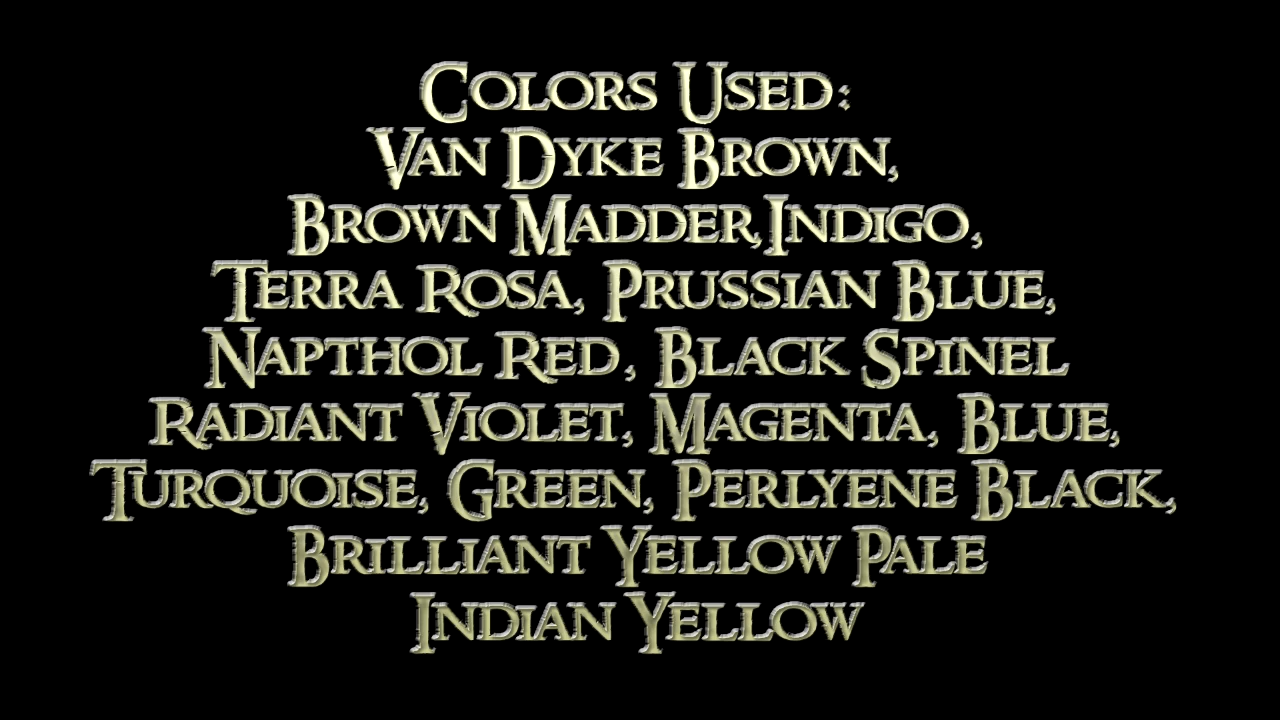 Colors Used:
Van Dyke Brown,
Brown Madder,Indigo,
Terra Rosa, Prussian Blue,
Napthol Red, Black Spinel
Radiant Violet, Magenta, Blue,
Turquoise, Green, Perlyene Black,
Brilliant Yellow Pale
Indian Yellow